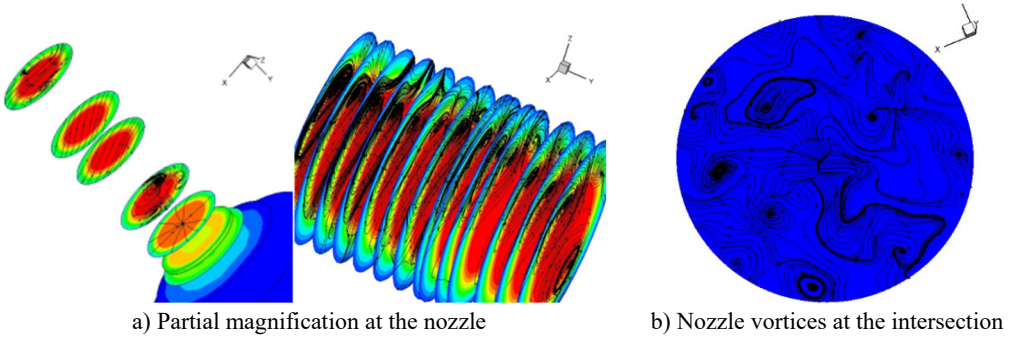 X
Z
Y
Z
X
Y
X
Y
a) Partial magnification at the nozzle
b) Nozzle vortices at the intersection